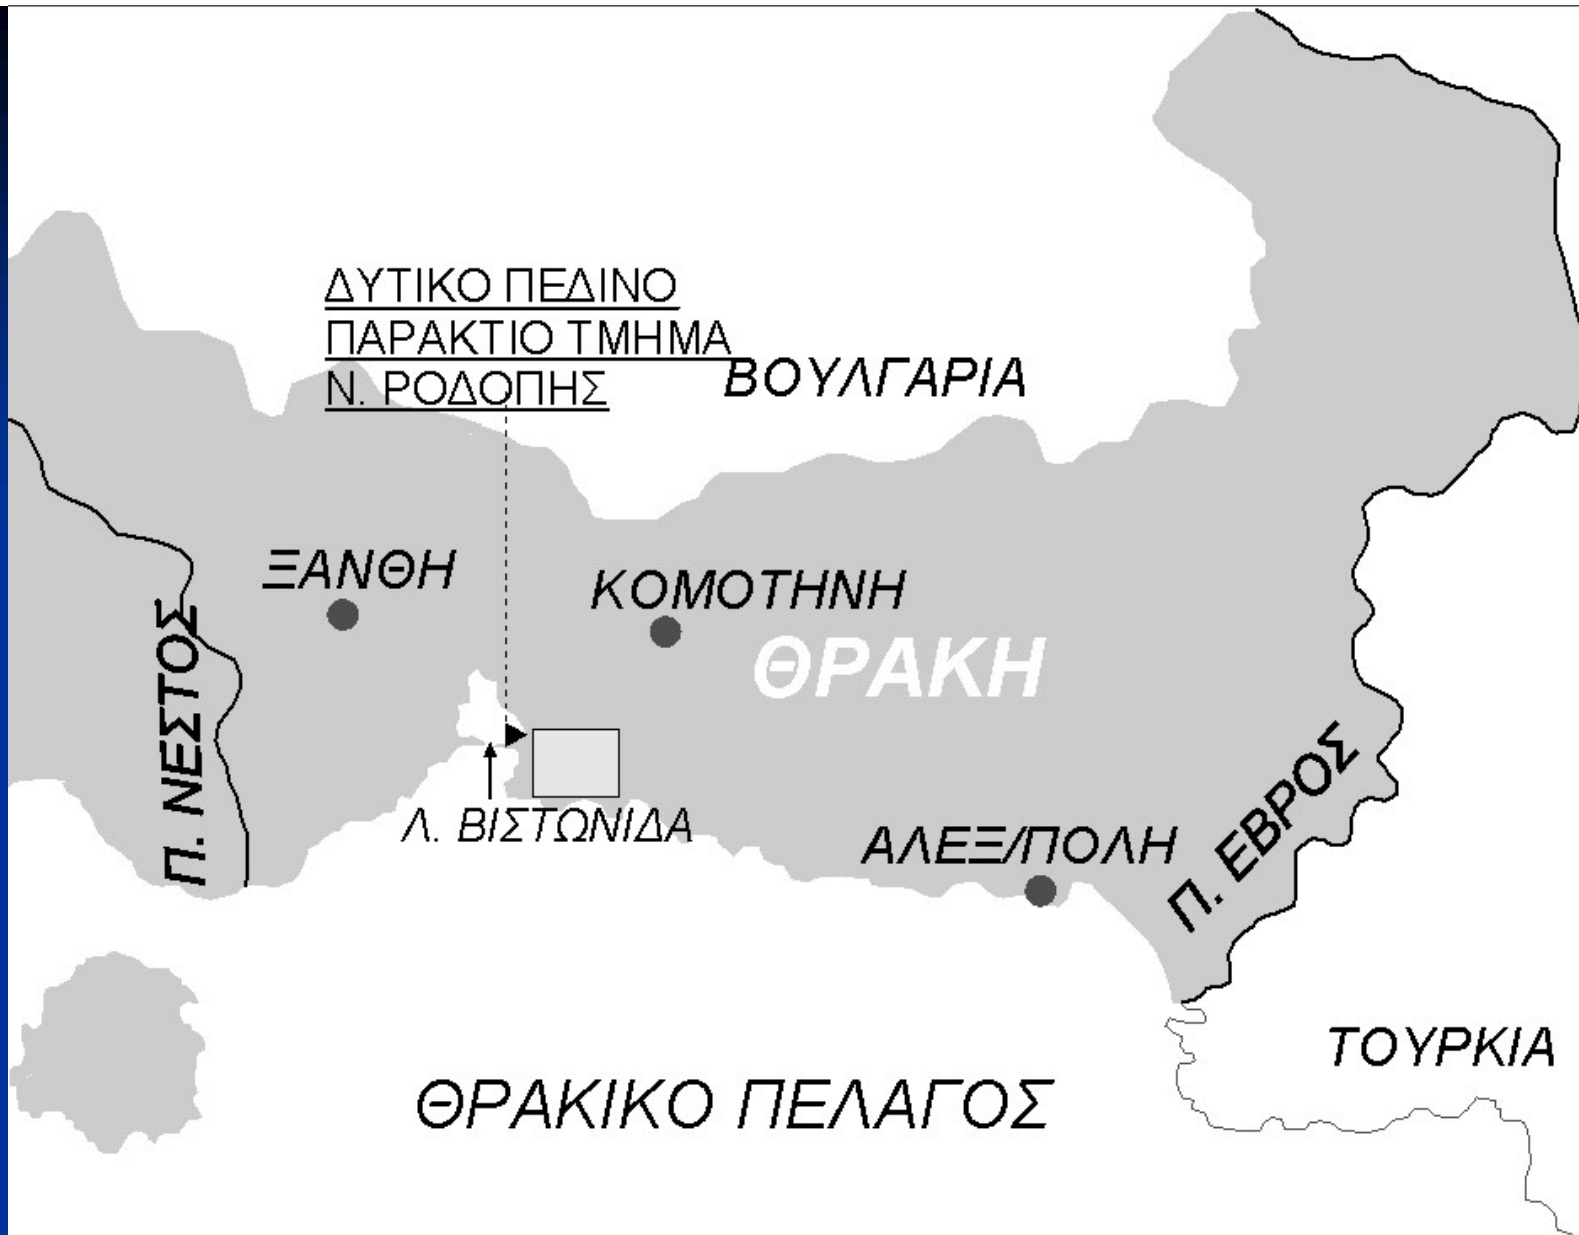 ΔΥΤΙΚΟ ΠΕΔΙΝΟ
ΠΑΡΑΚΤΙΟ ΤΜΗΜΑ
Ν. ΡΟΔΟΠΗΣ
ΒΟΥΛΓΑΡΙΑ
ΞΑΝΘΗ
ΚΟΜΟΤΗΝΗ
ΘΡΑΚΗ
Π. ΝΕΣΤΟΣ
Λ. ΒΙΣΤΩΝΙΔΑ
ΑΛΕΞ/ΠΟΛΗ
Π. ΕΒΡΟΣ
ΤΟΥΡΚΙΑ
ΘΡΑΚΙΚΟ ΠΕΛΑΓΟΣ